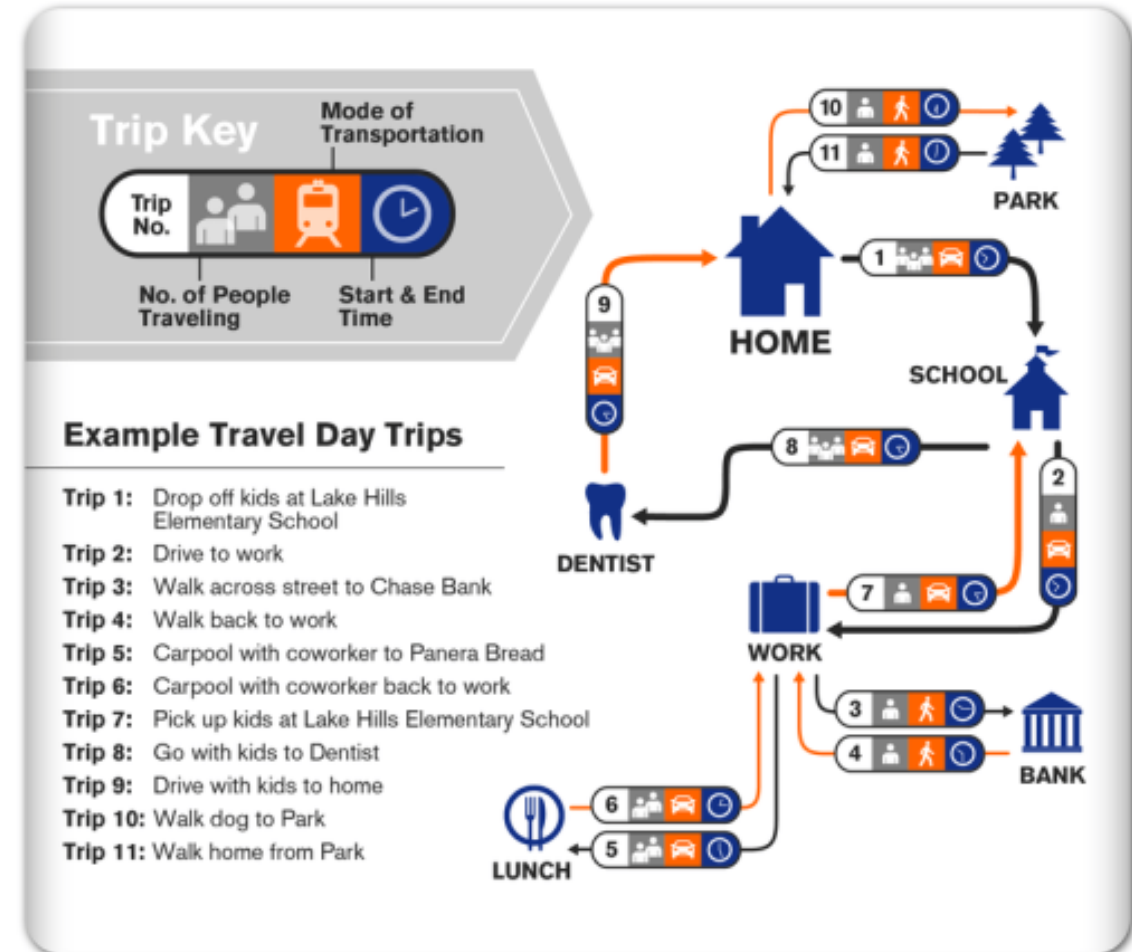 Trip Key
Mode of
Transportation
Trip
No.
No. of People
Traveling
Start & End
Time
Example Travel Day Trips
Trip 1: Drop off kids at Lake Hills
Elementary School
Trip 2: Drive to work
Trip 3: Walk across street to Chase Bank
Trip 4: Walk back to work
Trip 5: Carpool with coworker to Panera Bread
Trip 6: Carpool with coworker back to work
Trip 7: Pick up kids at Lake Hills Elementary School
Trip 8: Go with kids to Dentist
Trip 9: Drive with kids to home
Trip 10: Walk dog to Park
Trip 11: Walk home from Park
10
11
PARK
HOME
1
9
SCHOOL
8
2
DENTIST
7
WORK
3
4
BANK
6
5
LUNCH